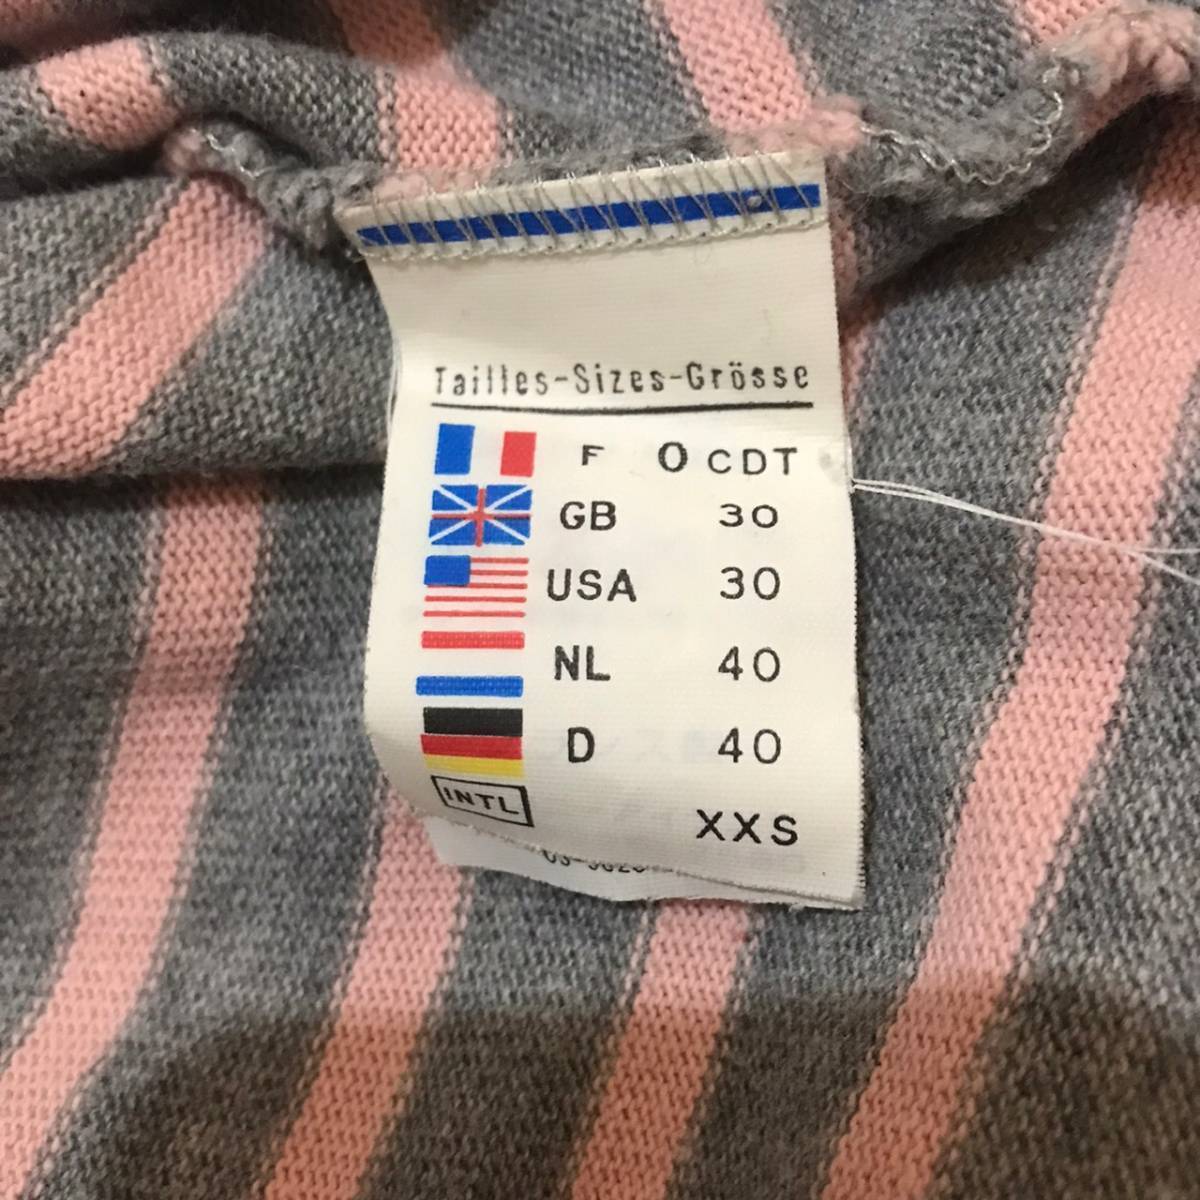 Tailles-Sizes-Grösse
F 0 CDT
GB 30
USA 30
NL 40
D 40
INTL XXS